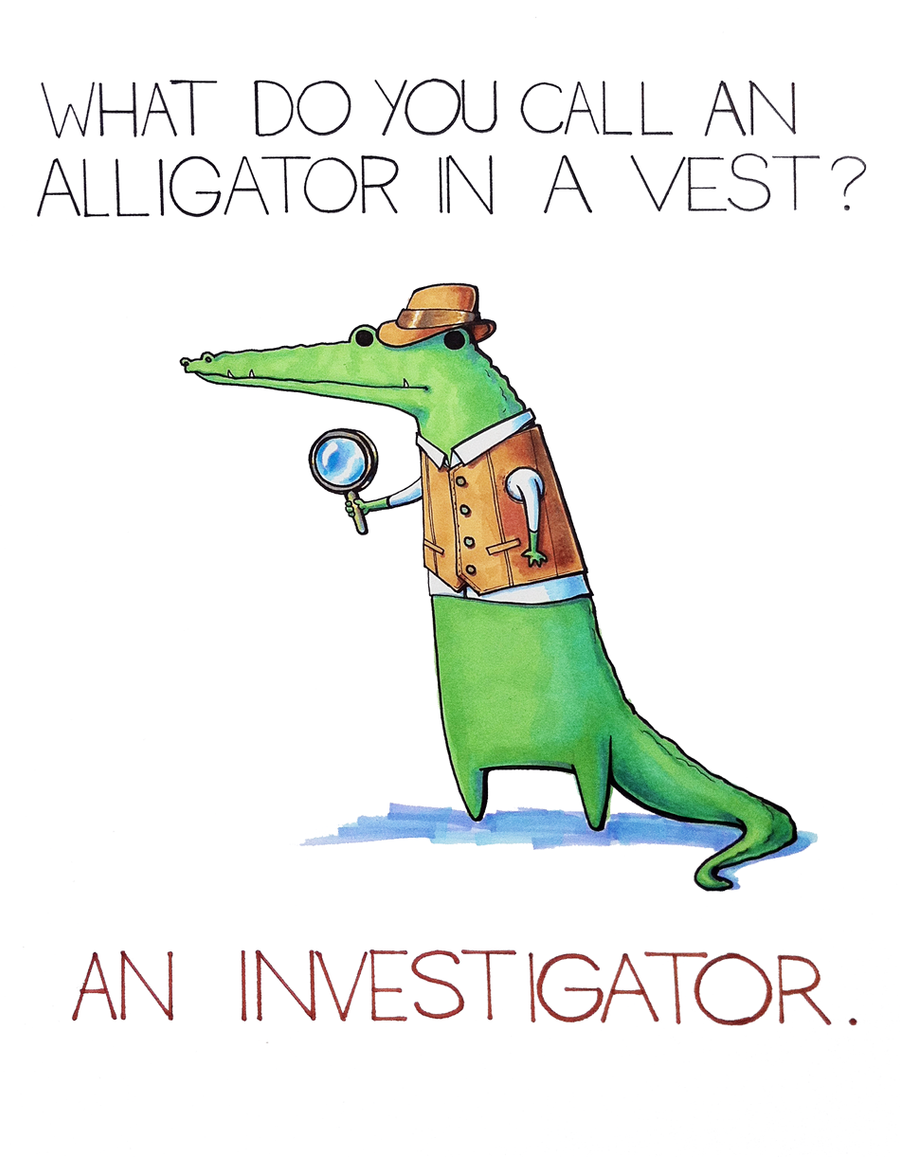 WHAT DO YOU CALL AN
ALLIGATOR IN A VEST?
AN INVESTIGATOR.